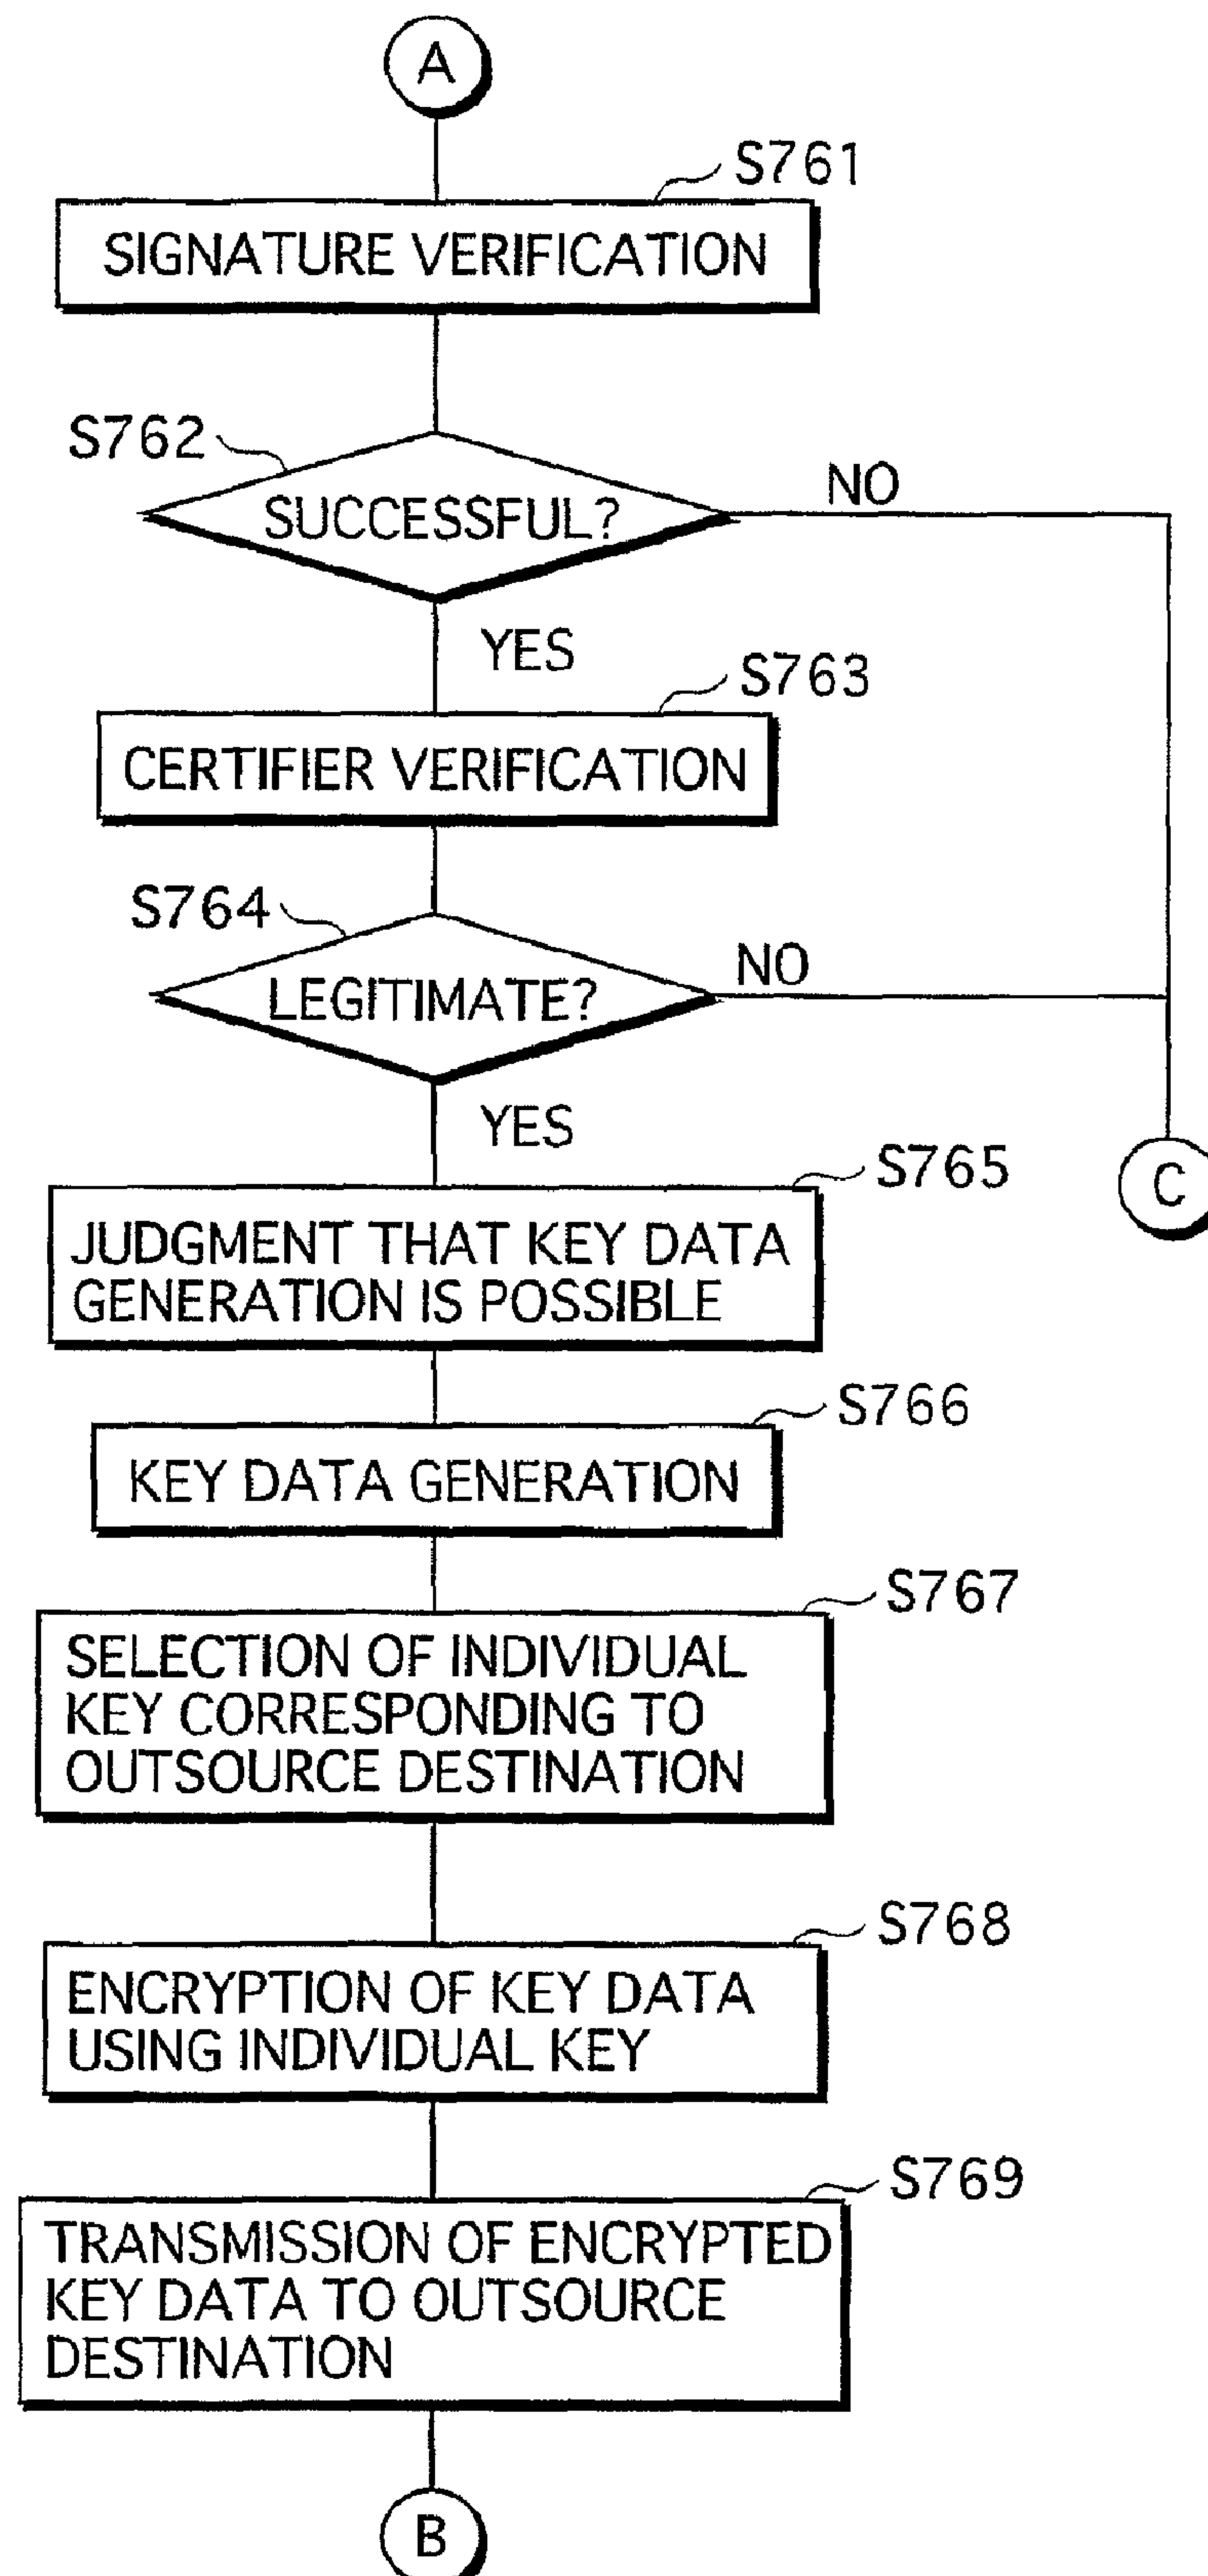 A
S761
SIGNATURE VERIFICATION
S762
SUCCESSFUL?
NO
YES
S763
CERTIFIER VERIFICATION
S764
LEGITIMATE?
NO
YES
S765
JUDGMENT THAT KEY DATA
GENERATION IS POSSIBLE
C
S766
KEY DATA GENERATION
S767
SELECTION OF INDIVIDUAL
KEY CORRESPONDING TO
OUTSOURCE DESTINATION
S768
ENCRYPTION OF KEY DATA
USING INDIVIDUAL KEY
S769
TRANSMISSION OF ENCRYPTED
KEY DATA TO OUTSOURCE
DESTINATION
B